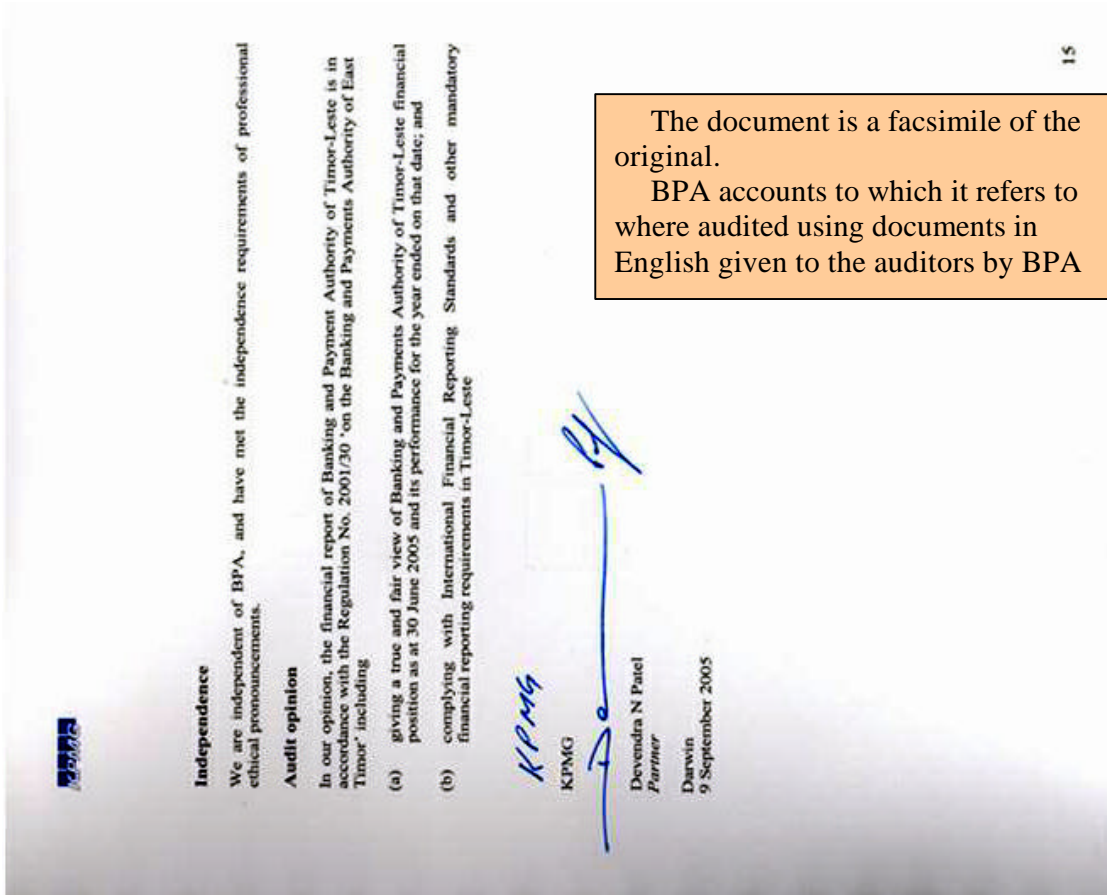 KPMG
Independence
We are independent of BPA, and have met the independence requirements of professional
ethical pronouncements.
Audit opinion
In our opinion, the financial report of Banking and Payment Authority of Timor-Leste is in
accordance with the Regulation No. 2001/30 ‘on the Banking and Payments Authority of East
Timor’ including
(a) giving a true and fair view of Banking and Payments Authority of Timor-Leste financial
position as at 30 June 2005 and its performance for the year ended on that date; and
(b) complying with International Financial Reporting Standards and other mandatory
financial reporting requirements in Timor-Leste
KPMG
KPMG
Devendra N Patel
Partner
Darwin
9 September 2005
15
The document is a facsimile of the
original.
BPA accounts to which it refers to
where audited using documents in
English given to the auditors by BPA